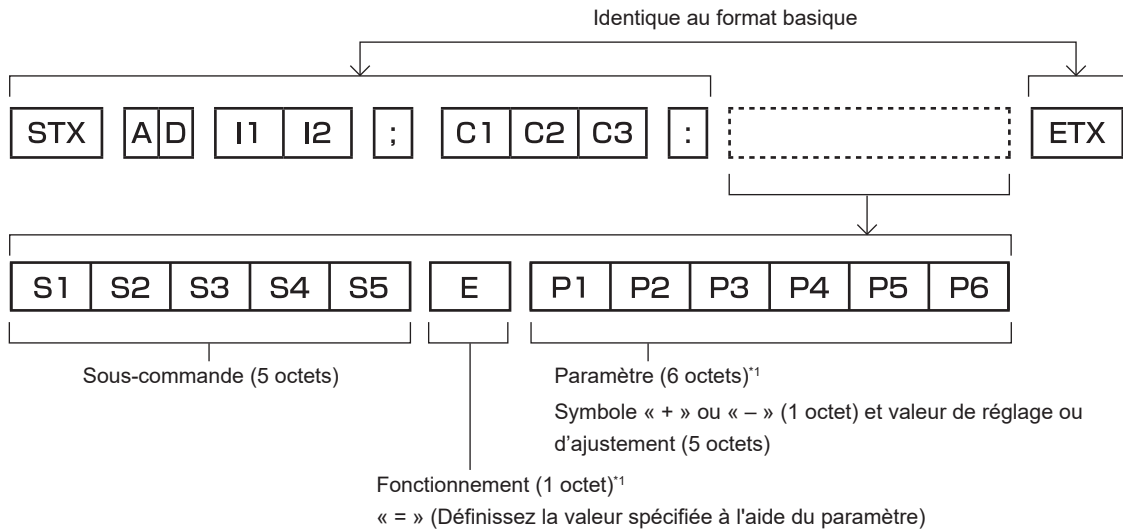 Identique au format basique
STX A D I1 I2 ; C1 C2 C3 : ETX
S1 S2 S3 S4 S5 E P1 P2 P3 P4 P5 P6
Sous-commande (5 octets)
Paramètre (6 octets)*1
Symbole « + » ou « – » (1 octet) et valeur de réglage ou
d’ajustement (5 octets)
Fonctionnement (1 octet)*1
« = » (Définissez la valeur spécifiée à l'aide du paramètre)